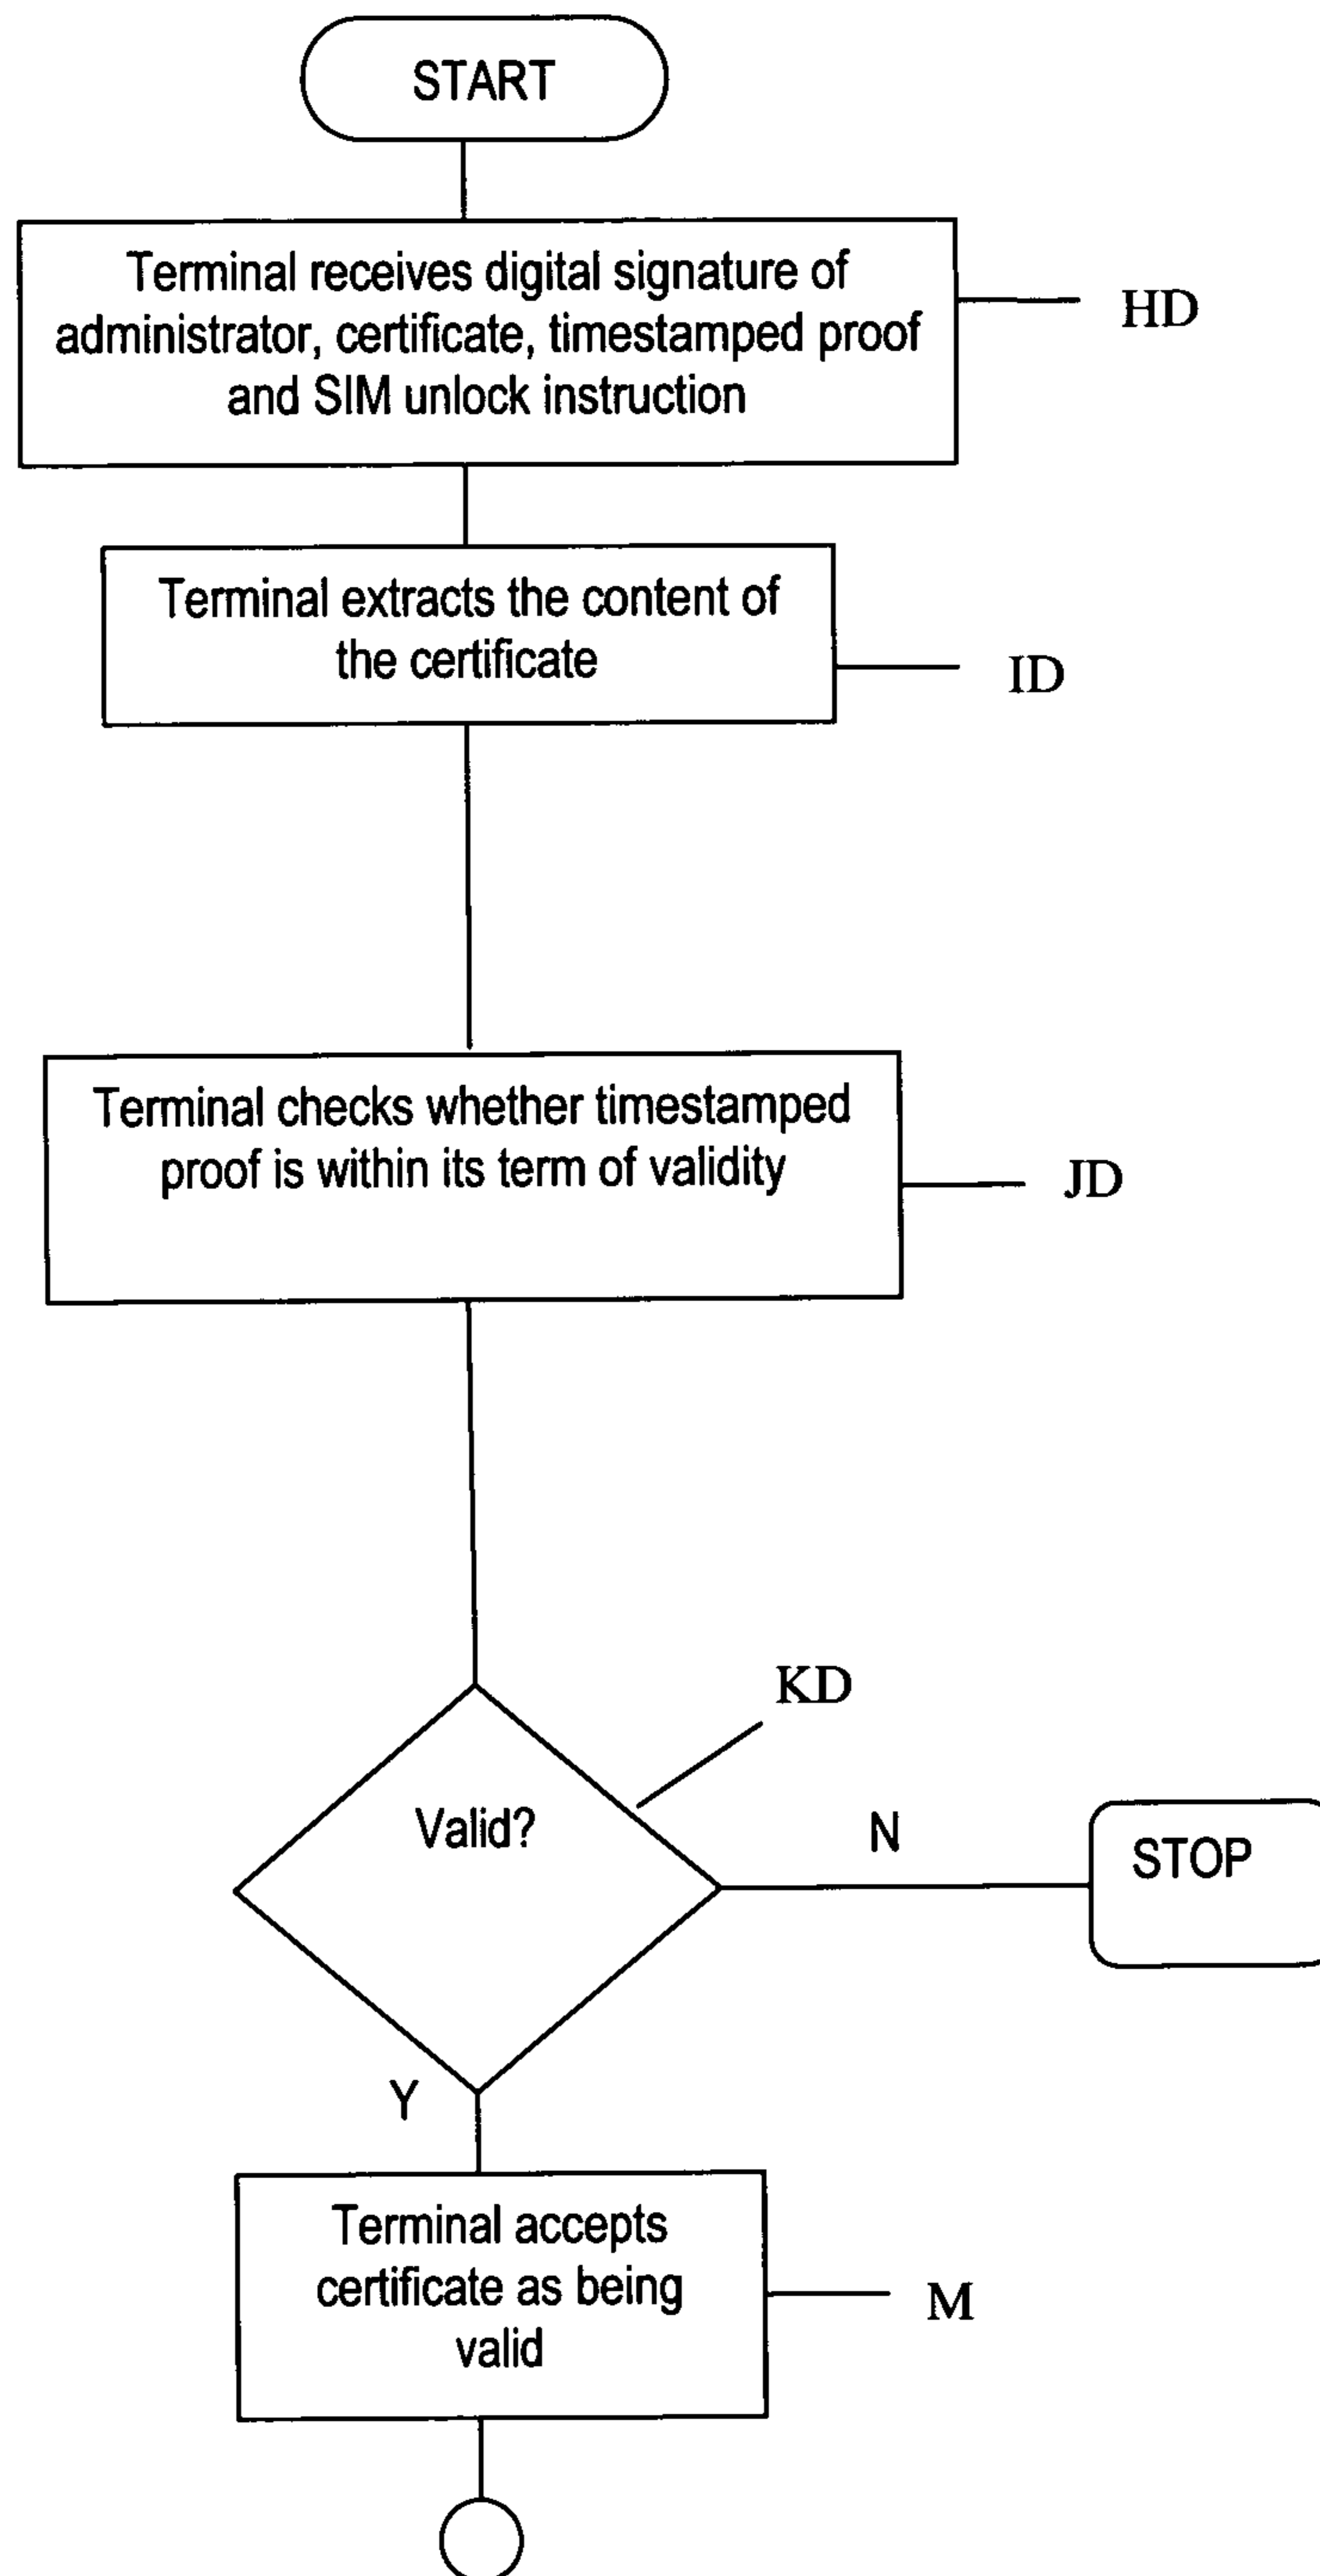 START
Terminal receives digital signature of
administrator, certificate, timestamped proof
and SIM unlock instruction
HD
Terminal extracts the content of
the certificate
ID
Terminal checks whether timestamped
proof is within its term of validity
JD
KD
Valid?
N
STOP
Y
Terminal accepts
certificate as being
valid
M